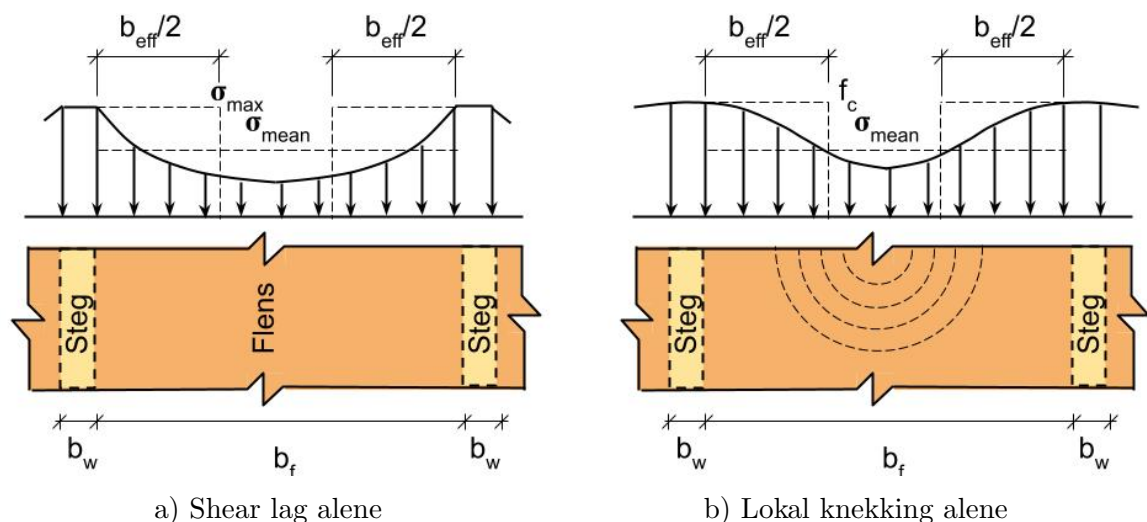 b_eff/2
b_eff/2
σ_max
σ_mean
Steg
Flens
Steg
b_w
b_f
b_w
a) Shear lag alene
b_eff/2
b_eff/2
f_c
σ_mean
Steg
Steg
b_w
b_f
b_w
b) Lokal knekking alene